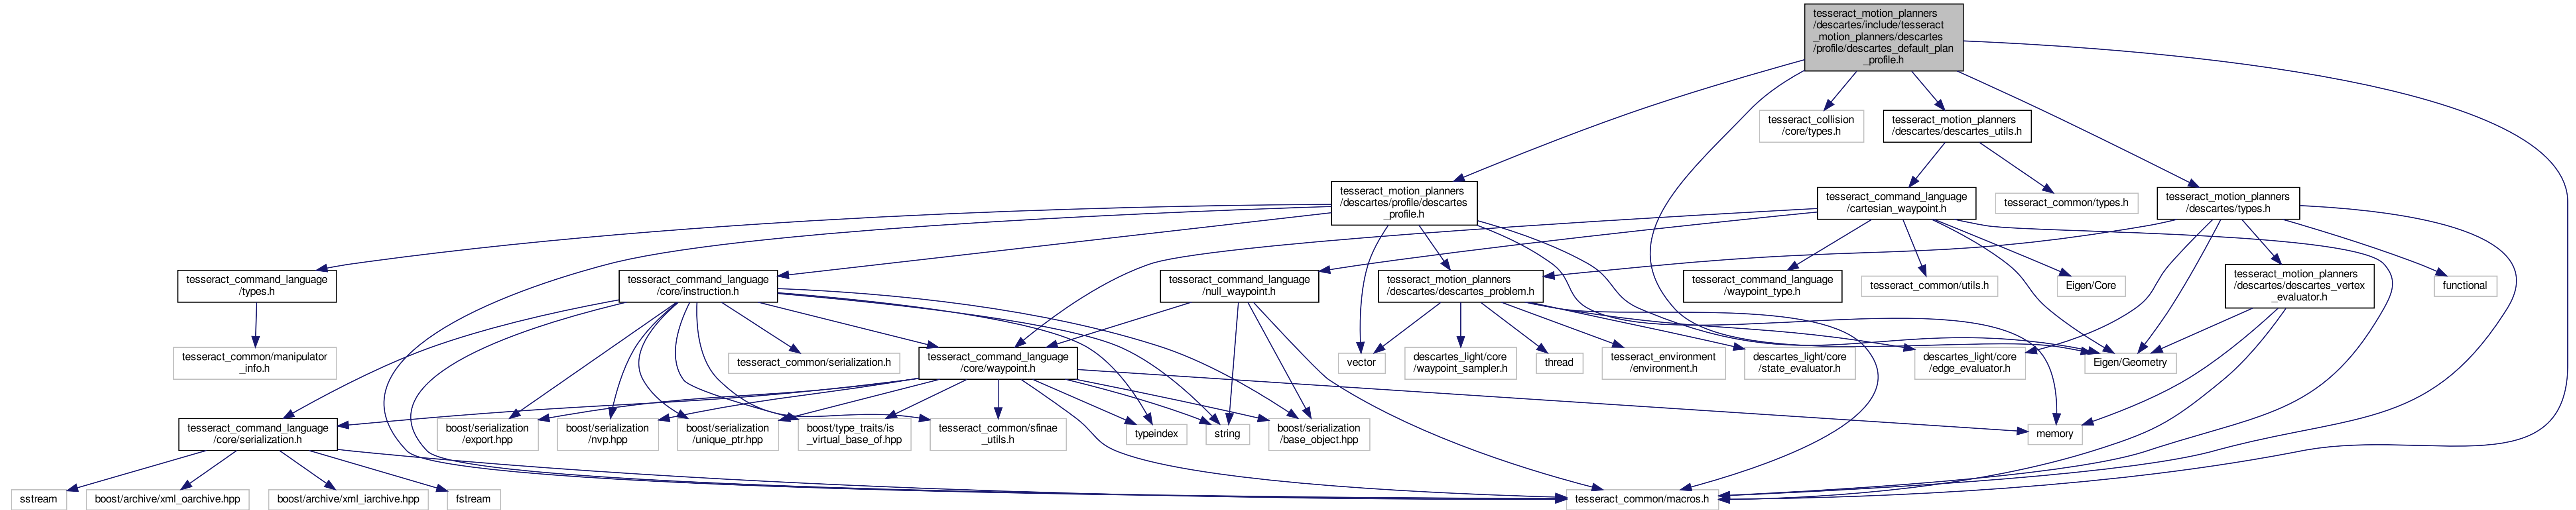 tesseract_motion_planners
/descartes/include/tesseract
_motion_planners/descartes
/profile/descartes_default_plan
_profile.h
tesseract_collision
/core/types.h
tesseract_motion_planners
/descartes/descartes_utils.h
tesseract_motion_planners
/descartes/profile/descartes
_profile.h
tesseract_command_language
/cartesian_waypoint.h
tesseract_common/types.h
tesseract_motion_planners
/descartes/types.h
tesseract_command_language
/types.h
tesseract_command_language
/core/instruction.h
tesseract_command_language
/null_waypoint.h
tesseract_motion_planners
/descartes/descartes_problem.h
tesseract_command_language
/waypoint_type.h
tesseract_common/utils.h
Eigen/Core
tesseract_motion_planners
/descartes/descartes_vertex
_evaluator.h
functional
tesseract_common/manipulator
_info.h
tesseract_common/serialization.h
tesseract_command_language
/core/waypoint.h
vector
descartes_light/core
/waypoint_sampler.h
thread
tesseract_environment
/environment.h
descartes_light/core
/state_evaluator.h
descartes_light/core
/edge_evaluator.h
Eigen/Geometry
tesseract_command_language
/core/serialization.h
boost/serialization
/export.hpp
boost/serialization
/nvp.hpp
boost/serialization
/unique_ptr.hpp
boost/type_traits/is
_virtual_base_of.hpp
tesseract_common/sfinae
_utils.h
typeindex
string
boost/serialization
/base_object.hpp
memory
sstream
boost/archive/xml_oarchive.hpp
boost/archive/xml_iarchive.hpp
fstream
tesseract_common/macros.h